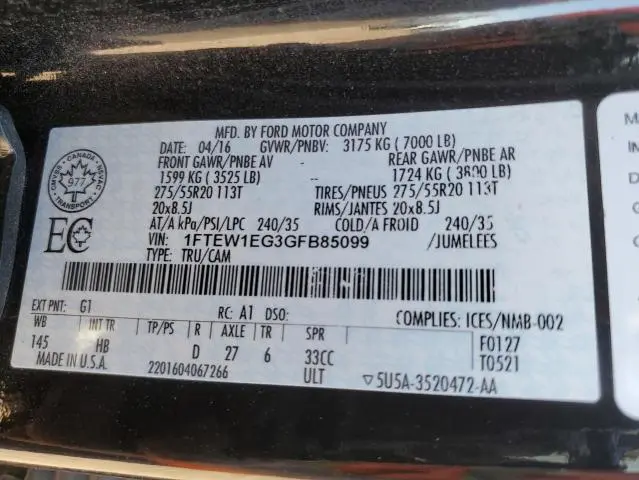 MFD. BY FORD MOTOR COMPANY
DATE: 04/16 GVWR/PNBV: 3175 KG ( 7000 LB)
FRONT GAWR/PNBE AV REAR GAWR/PNBE AR
1599 KG ( 3525 LB) 1724 KG ( 3800 LB)
275/55R20 113T TIRES/PNEUS 275/55R20 113T
20x8.5J RIMS/JANTES 20x8.5J
AT/A kPa/PSI/LPC 240/35 COLD/A FROID 240/35
VIN: 1FTEW1EG3GFB85099 /JUMELEES
TYPE: TRU/CAM
CANADA
977
EC
EXT PNT: G1 RC: A1 DSO: COMPLIES: ICES/NMB-002
WB INT TR TP/PS R AXLE TR SPR F0127
145 HB D 27 6 33CC T0521
MADE IN U.S.A. 2201604067266 ULT ▽5U5A-3520472-AA
M
IM
D